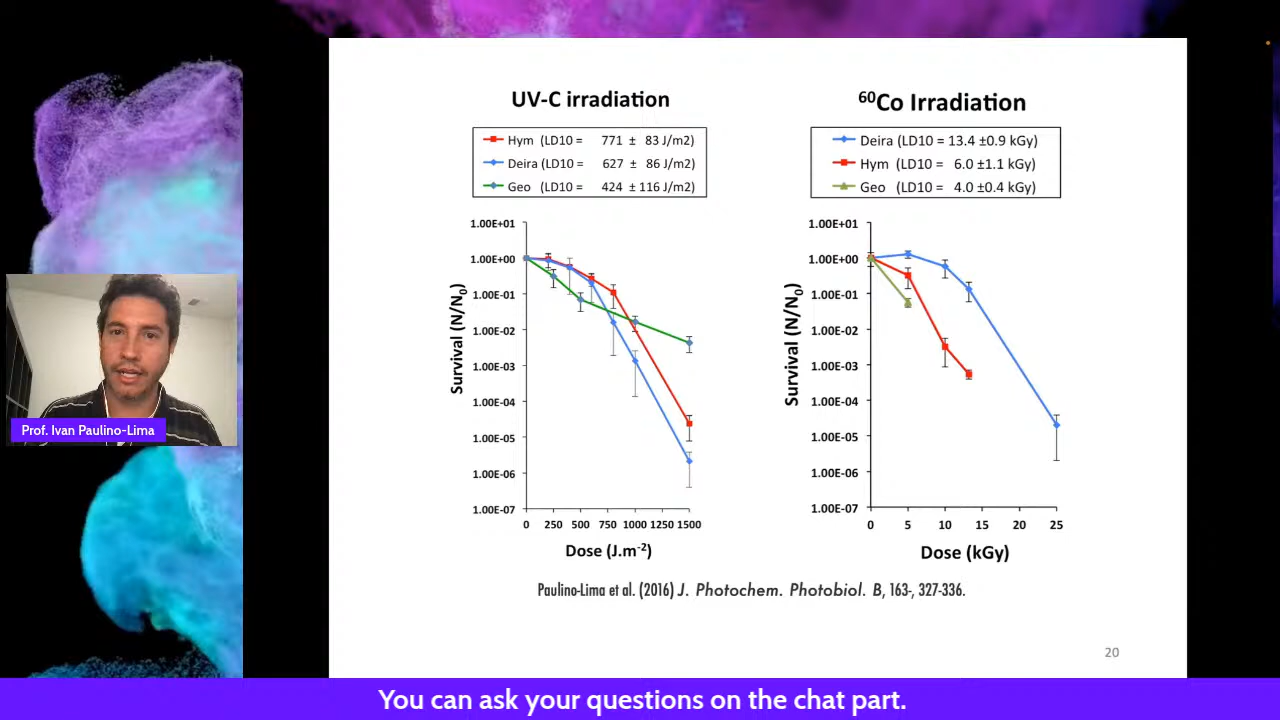 UV-C irradiation
Hym (LD10 = 771 ± 83 J/m2)
Deira (LD10 = 627 ± 86 J/m2)
Geo (LD10 = 424 ± 116 J/m2)
1.00E+01
1.00E+00
1.00E-01
1.00E-02
1.00E-03
1.00E-04
1.00E-05
1.00E-06
1.00E-07
Survival (N/N₀)
0 250 500 750 1000 1250 1500
Dose (J.m⁻²)
⁶⁰Co Irradiation
Deira (LD10 = 13.4 ±0.9 kGy)
Hym (LD10 = 6.0 ±1.1 kGy)
Geo (LD10 = 4.0 ±0.4 kGy)
1.00E+01
1.00E+00
1.00E-01
1.00E-02
1.00E-03
1.00E-04
1.00E-05
1.00E-06
1.00E-07
Survival (N/N₀)
0 5 10 15 20 25
Dose (kGy)
Paulino-Lima et al. (2016) J. Photochem. Photobiol. B, 163-, 327-336.
20
Prof. Ivan Paulino-Lima
You can ask your questions on the chat part.